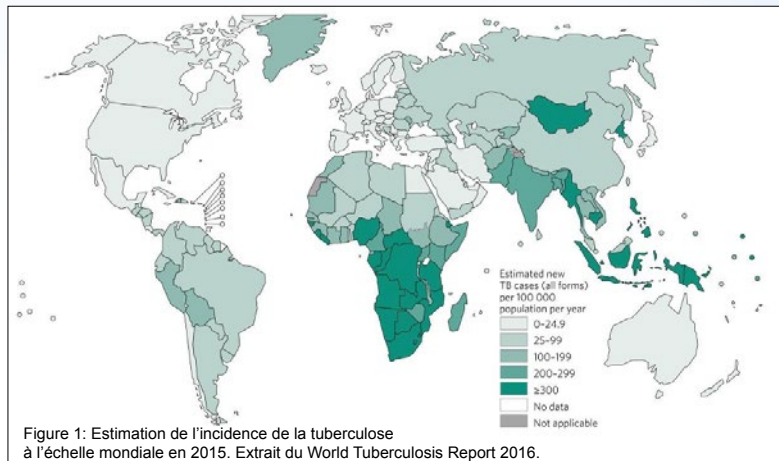 Estimated new
TB cases (all forms)
per 100 000
population per year
0–24.9
25–99
100–199
200–299
≥300
No data
Not applicable
Figure 1: Estimation de l'incidence de la tuberculose
à l'échelle mondiale en 2015. Extrait du World Tuberculosis Report 2016.